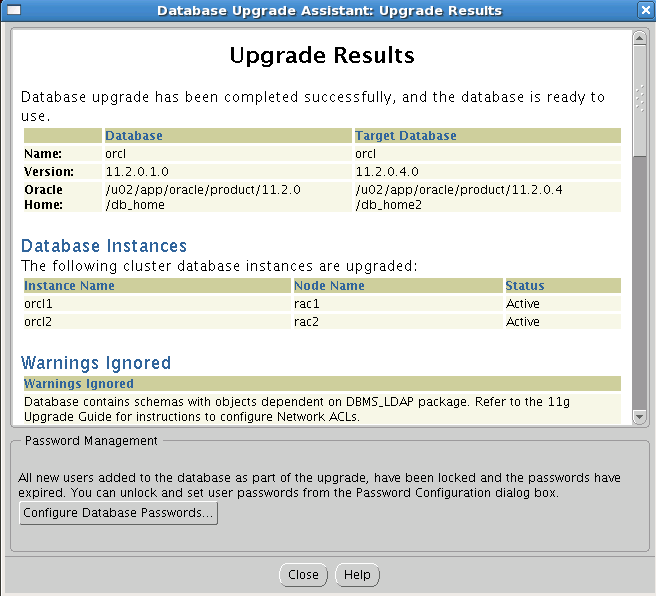 Database Upgrade Assistant: Upgrade Results
Upgrade Results
Database upgrade has been completed successfully, and the database is ready to
use.
Database Target Database
Name: orcl orcl
Version: 11.2.0.1.0 11.2.0.4.0
Oracle /u02/app/oracle/product/11.2.0 /u02/app/oracle/product/11.2.0.4
Home: /db_home /db_home2
Database Instances
The following cluster database instances are upgraded:
Instance Name Node Name Status
orcl1 rac1 Active
orcl2 rac2 Active
Warnings Ignored
Warnings Ignored
Database contains schemas with objects dependent on DBMS_LDAP package. Refer to the 11g
Upgrade Guide for instructions to configure Network ACLs.
Password Management
All new users added to the database as part of the upgrade, have been locked and the passwords have
expired. You can unlock and set user passwords from the Password Configuration dialog box.
Configure Database Passwords...
Close Help